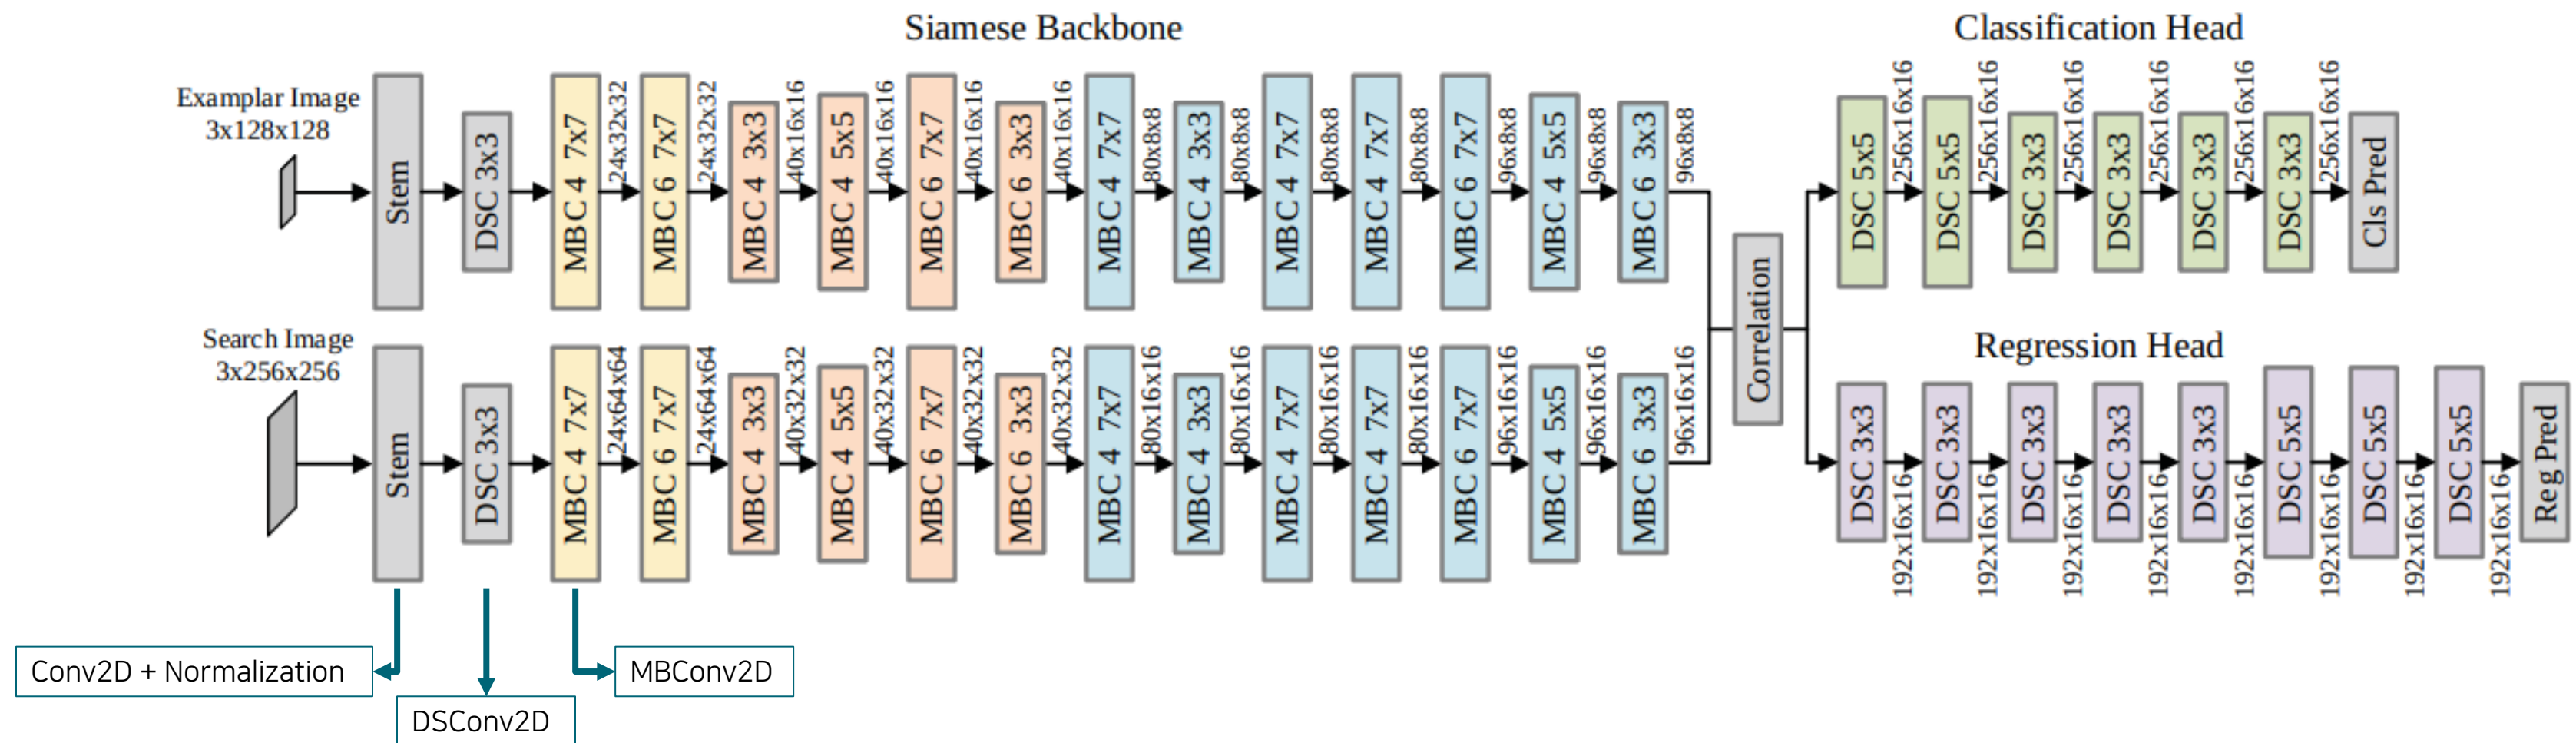 Siamese Backbone
Classification Head
Examplar Image
3x128x128
Stem
DSC 3x3
MBC 4 7x7
24x32x32
MBC 6 7x7
24x32x32
MBC 4 3x3
40x16x16
MBC 4 5x5
40x16x16
MBC 6 7x7
40x16x16
MBC 6 3x3
40x16x16
MBC 4 7x7
80x8x8
MBC 4 3x3
80x8x8
MBC 4 7x7
80x8x8
MBC 4 7x7
80x8x8
MBC 6 7x7
96x8x8
MBC 4 5x5
96x8x8
MBC 6 3x3
96x8x8
Search Image
3x256x256
Stem
DSC 3x3
MBC 4 7x7
24x64x64
MBC 6 7x7
24x64x64
MBC 4 3x3
40x32x32
MBC 4 5x5
40x32x32
MBC 6 7x7
40x32x32
MBC 6 3x3
40x32x32
MBC 4 7x7
80x16x16
MBC 4 3x3
80x16x16
MBC 4 7x7
80x16x16
MBC 4 7x7
80x16x16
MBC 6 7x7
96x16x16
MBC 4 5x5
96x16x16
MBC 6 3x3
96x16x16
Correlation
DSC 5x5
256x16x16
DSC 5x5
256x16x16
DSC 3x3
256x16x16
DSC 3x3
256x16x16
DSC 3x3
256x16x16
DSC 3x3
256x16x16
Cls Pred
Regression Head
DSC 3x3
192x16x16
DSC 3x3
192x16x16
DSC 3x3
192x16x16
DSC 3x3
192x16x16
DSC 3x3
192x16x16
DSC 5x5
192x16x16
DSC 5x5
192x16x16
DSC 5x5
192x16x16
Reg Pred
Conv2D + Normalization
DSConv2D
MBConv2D